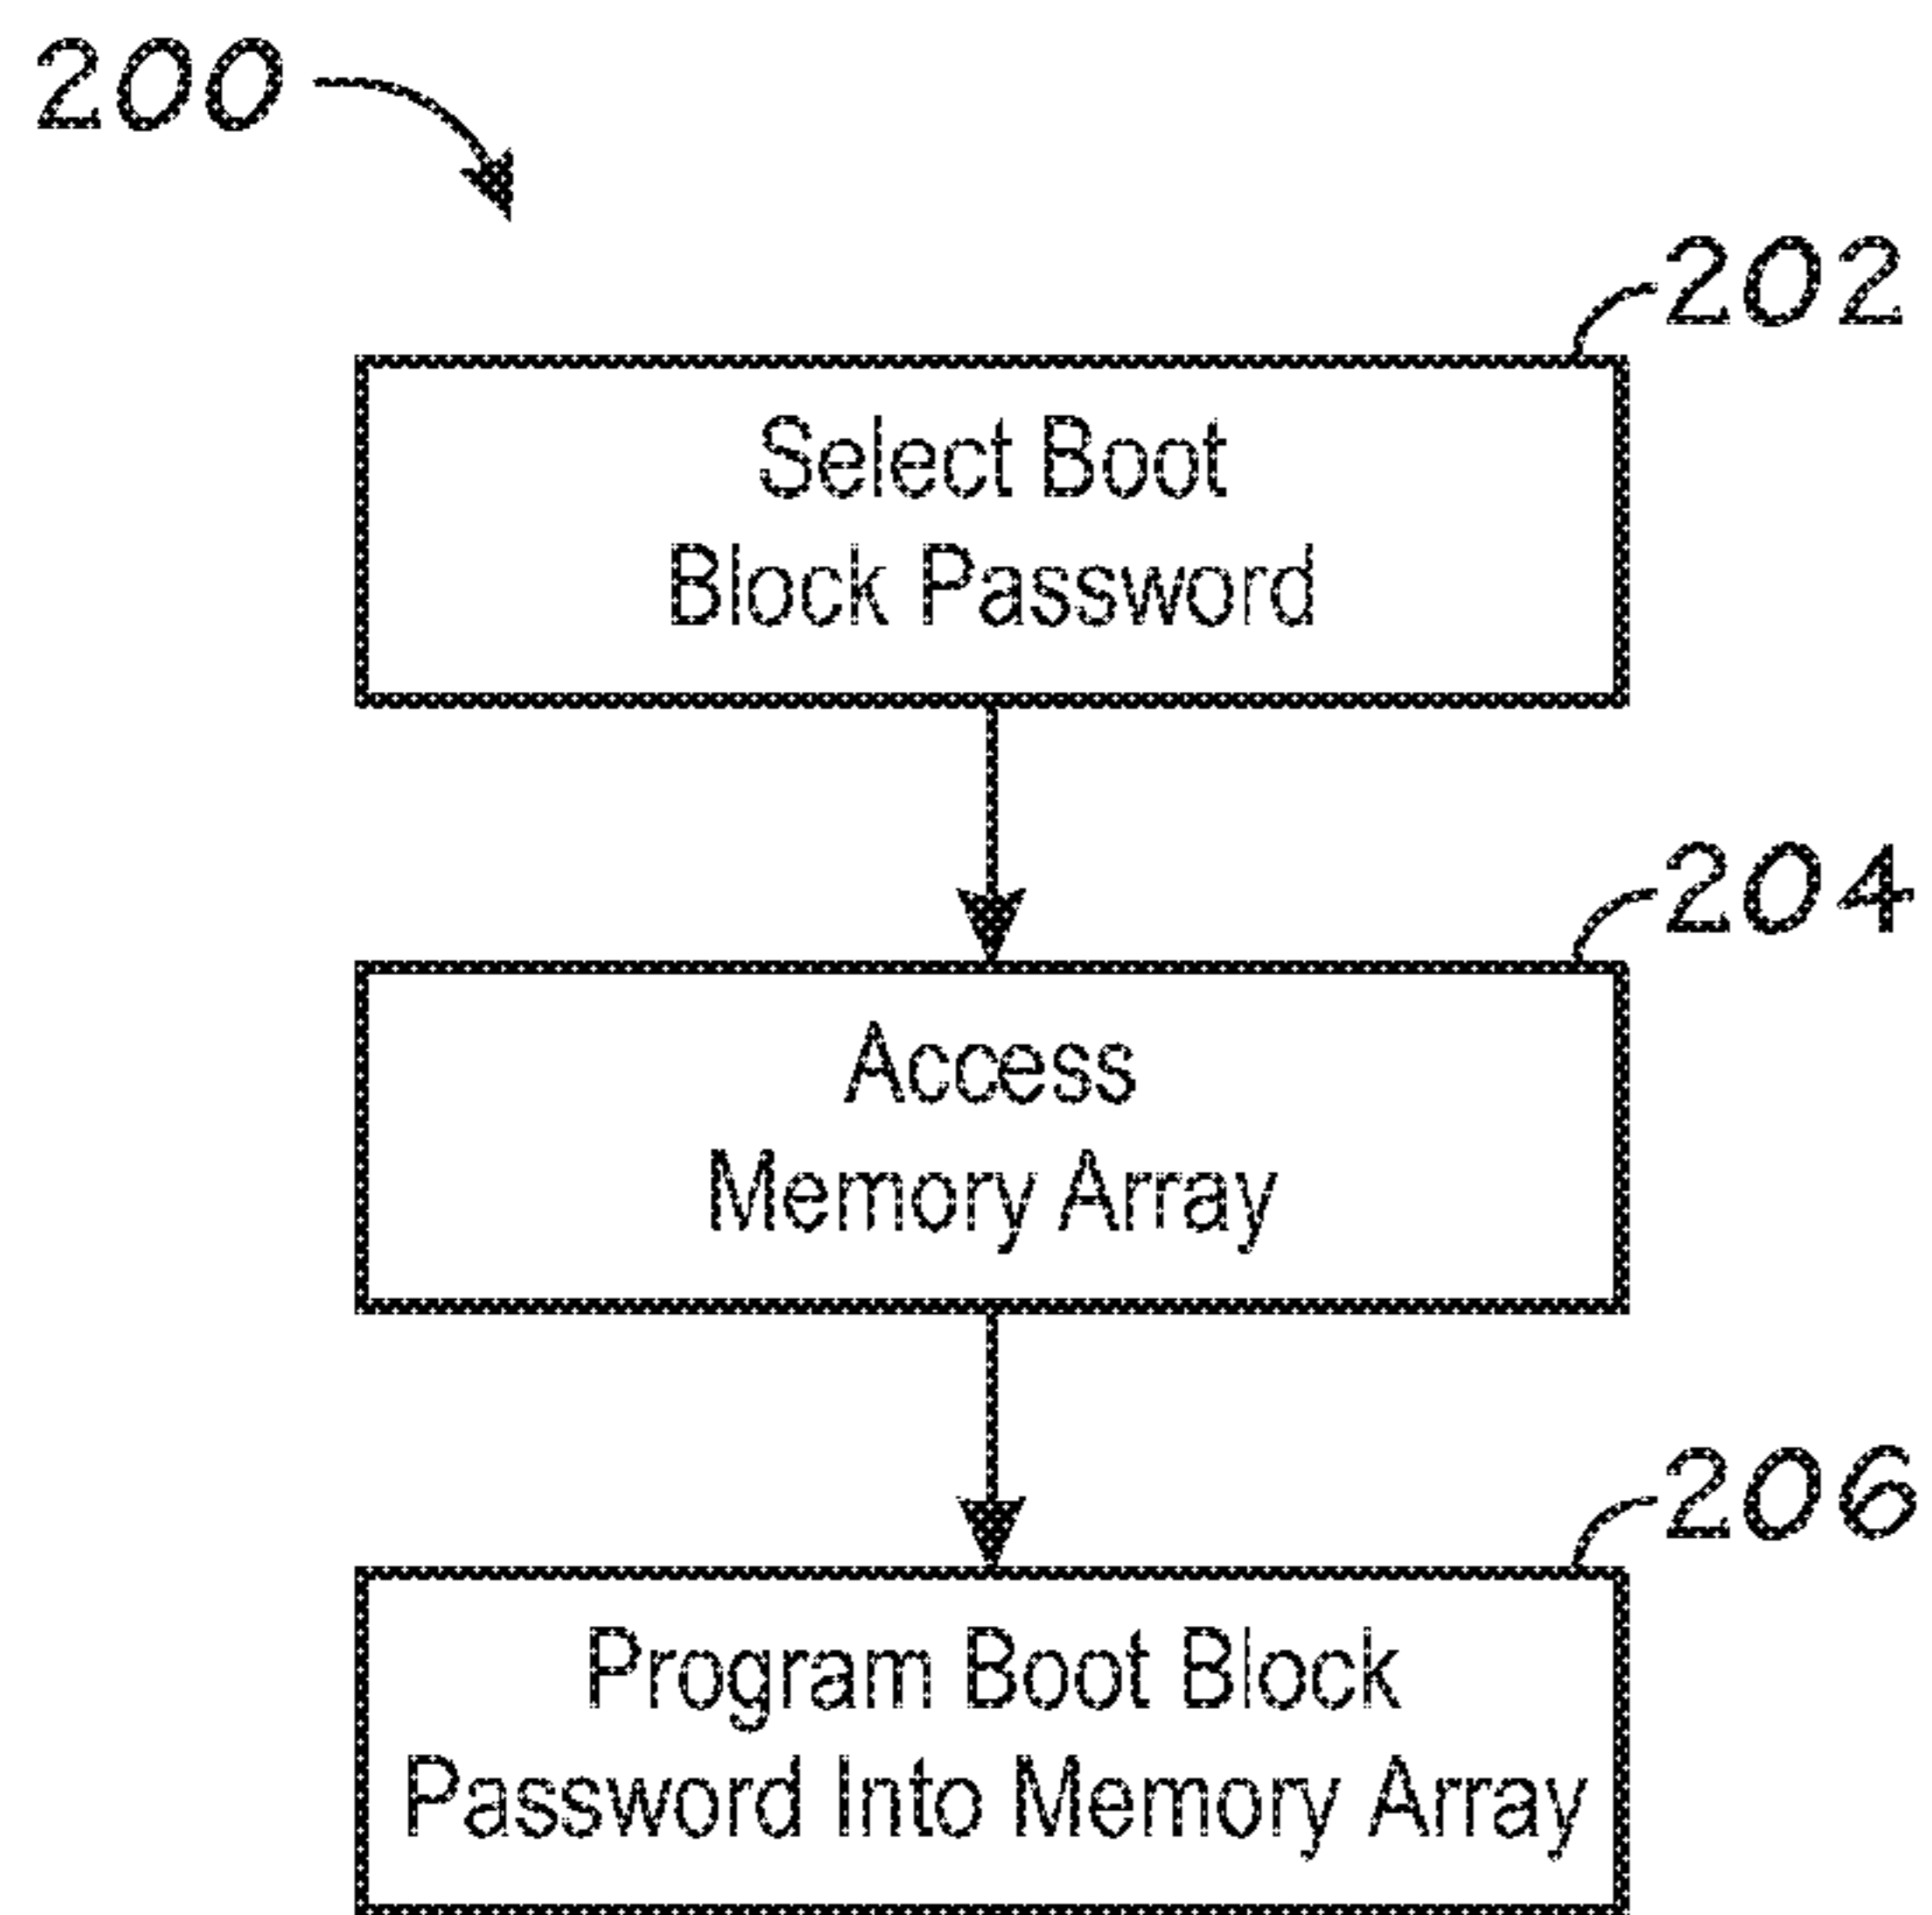 200
202
Select Boot
Block Password
204
Access
Memory Array
206
Program Boot Block
Password Into Memory Array